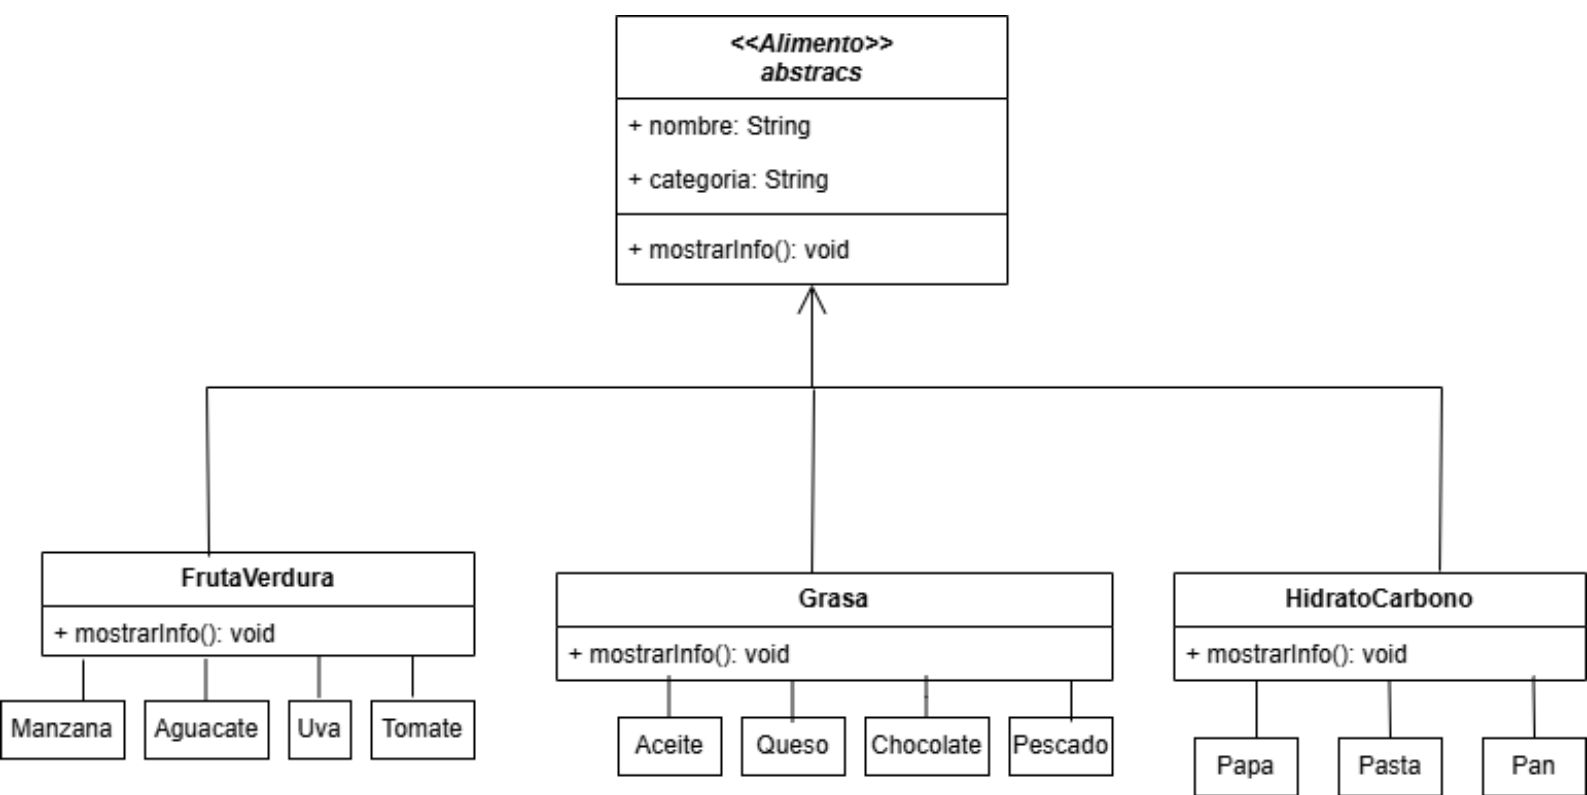 <<Alimento>>
abstracs
+ nombre: String
+ categoria: String
+ mostrarInfo(): void
FrutaVerdura
+ mostrarInfo(): void
Manzana
Aguacate
Uva
Tomate
Grasa
+ mostrarInfo(): void
Aceite
Queso
Chocolate
Pescado
HidratoCarbono
+ mostrarInfo(): void
Papa
Pasta
Pan